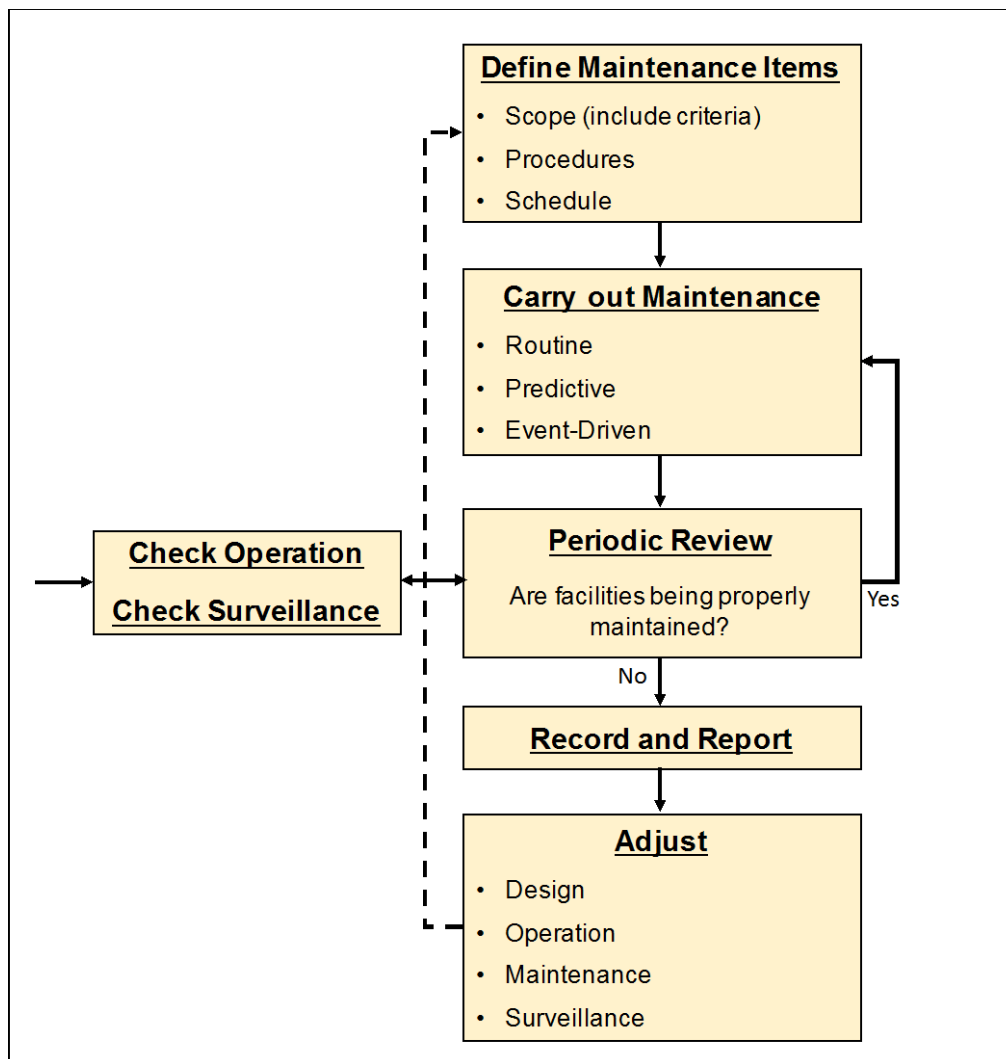 Define Maintenance Items
• Scope (include criteria)
• Procedures
• Schedule
Carry out Maintenance
• Routine
• Predictive
• Event-Driven
Check Operation
Check Surveillance
Periodic Review
Are facilities being properly
maintained?
Yes
No
Record and Report
Adjust
• Design
• Operation
• Maintenance
• Surveillance